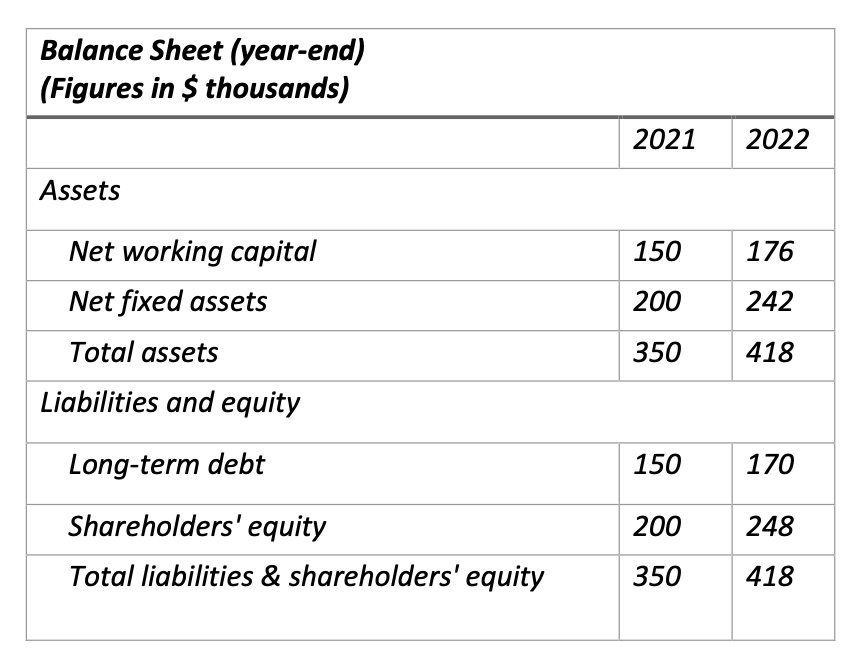 Balance Sheet (year-end)
(Figures in $ thousands)
2021 2022
Assets
Net working capital 150 176
Net fixed assets 200 242
Total assets 350 418
Liabilities and equity
Long-term debt 150 170
Shareholders' equity 200 248
Total liabilities & shareholders' equity 350 418